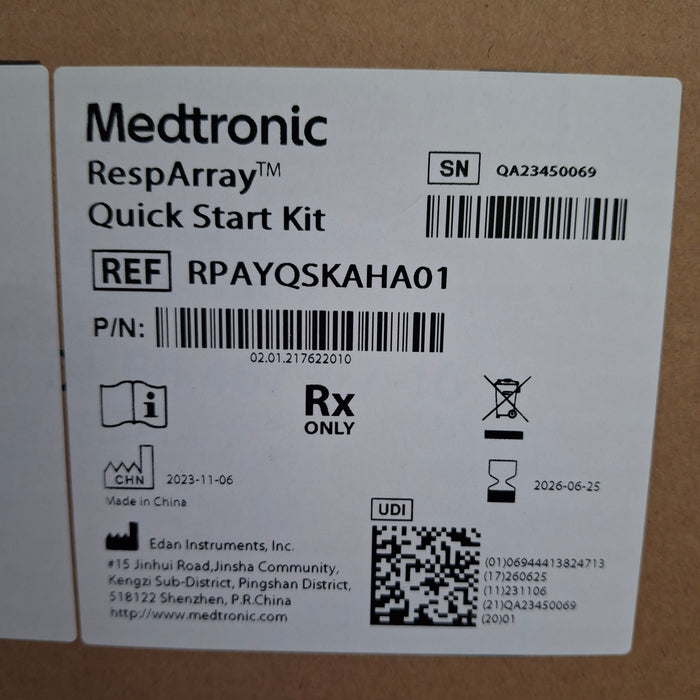 Medtronic
RespArray™
Quick Start Kit
SN QA23450069
REF RPAYQSKAHA01
P/N:
02.01.217622010
i
Rx
ONLY
CHN 2023-11-06
Made in China
2026-06-25
UDI
Edan Instruments, Inc.
#15 Jinhui Road,Jinsha Community,
Kengzi Sub-District, Pingshan District,
518122 Shenzhen, P.R.China
http://www.medtronic.com
(01)06944413824713
(17)260625
(11)231106
(21)QA23450069
(20)01